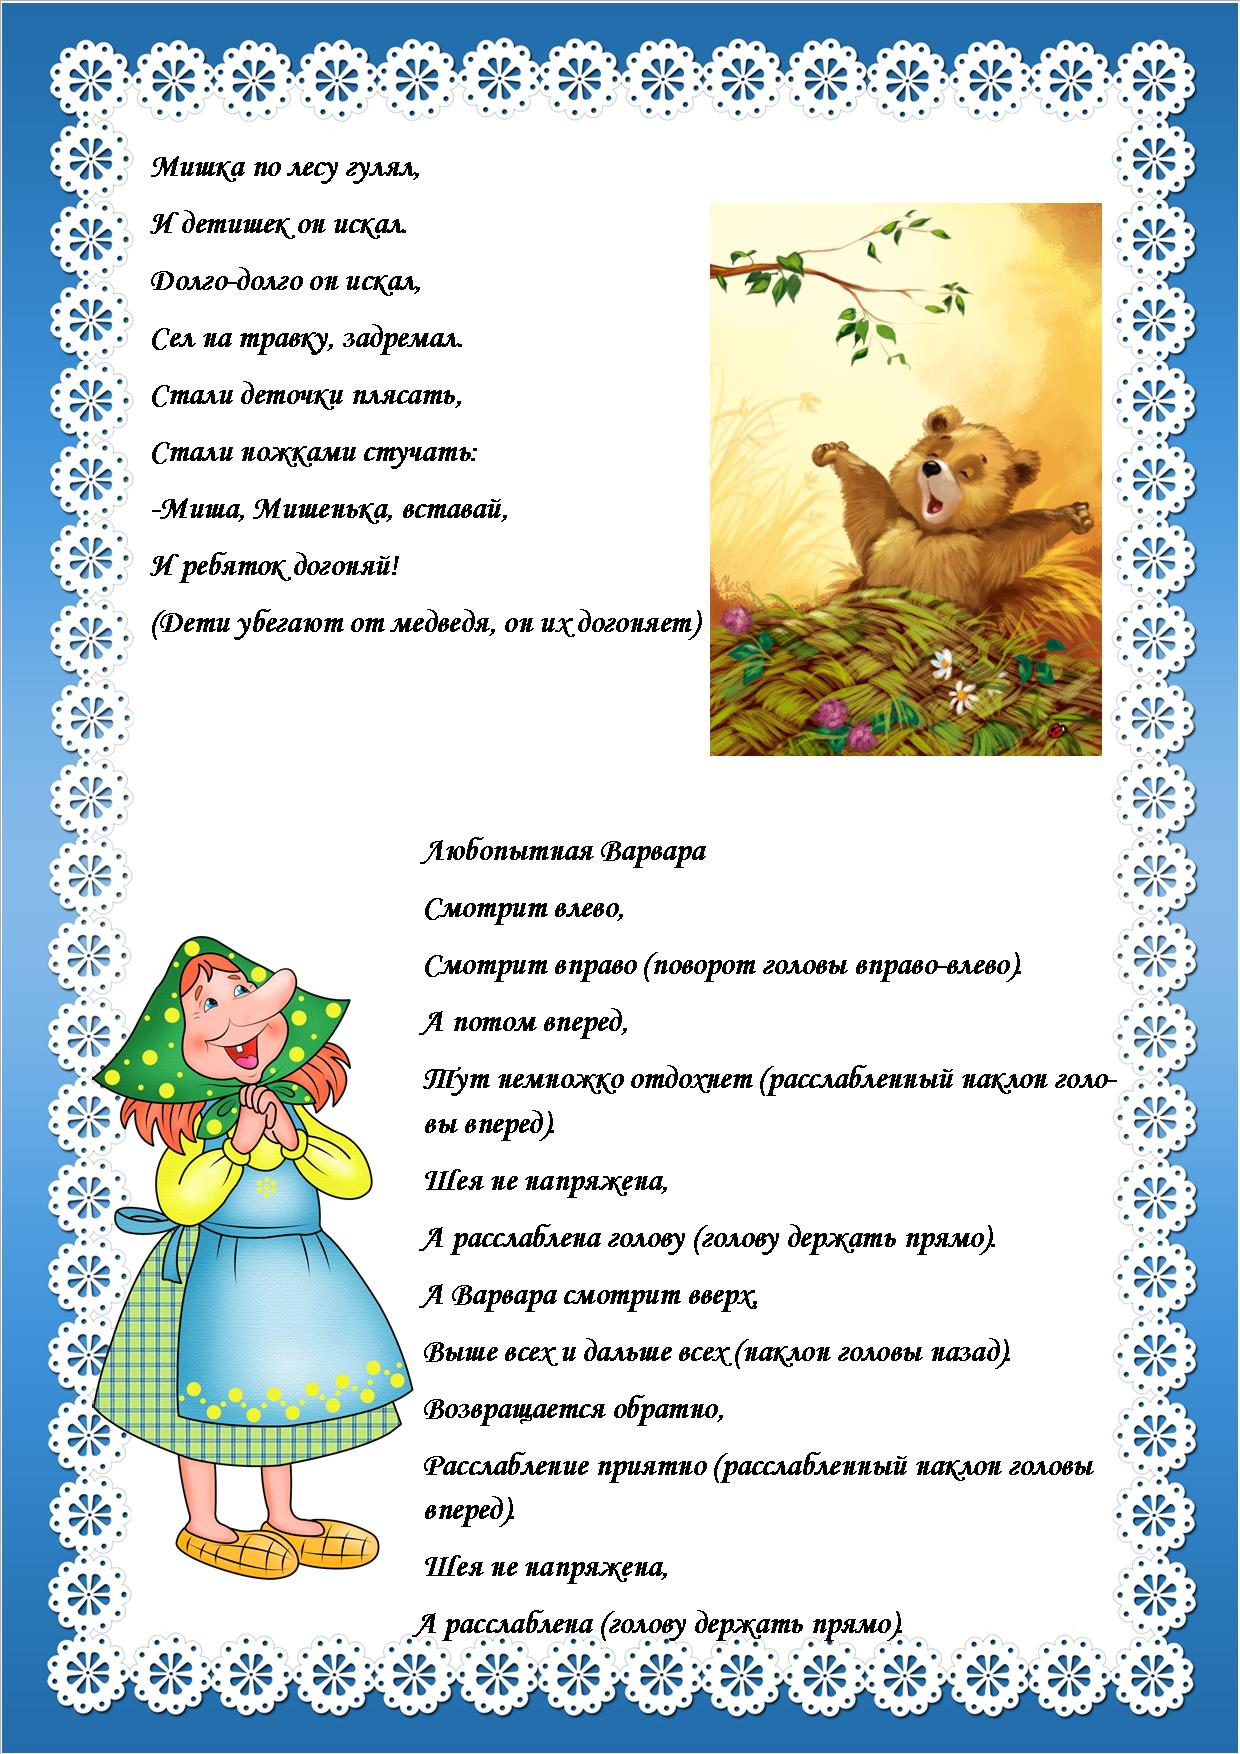 Мишка по лесу гулял,
И детишек он искал.
Долго-долго он искал,
Сел на травку, задремал.
Стали деточки плясать,
Стали ножками стучать:
-Миша, Мишенька, вставай,
И ребяток догоняй!
(Дети убегают от медведя, он их догоняет)
Любопытная Варвара
Смотрит влево,
Смотрит вправо (поворот головы вправо-влево).
А потом вперед,
Тут немножко отдохнет (расслабленный наклон голо-
вы вперед).
Шея не напряжена,
А расслаблена голову (голову держать прямо).
А Варвара смотрит вверх,
Выше всех и дальше всех (наклон головы назад).
Возвращается обратно,
Расслабление приятно (расслабленный наклон головы
вперед).
Шея не напряжена,
А расслаблена (голову держать прямо).